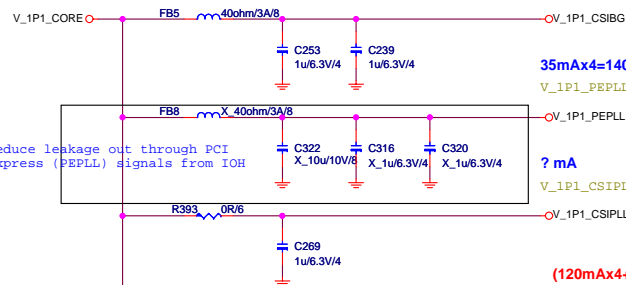 V_1P1_CORE
FB5
40ohm/3A/8
V_1P1_CSIBG
C253
1u/6.3V/4
C239
1u/6.3V/4
35mAx4=140
V_1P1_PEPLL
FB8
X_40ohm/3A/8
V_1P1_PEPLL
educe leakage out through PCI
xpress (PEPLL) signals from IOH
C322
X_10u/10V/8
C316
X_1u/6.3V/4
C320
X_1u/6.3V/4
? mA
V_1P1_CSIPL
R393
0R/6
V_1P1_CSIPLL
C269
1u/6.3V/4
(120mAx4+